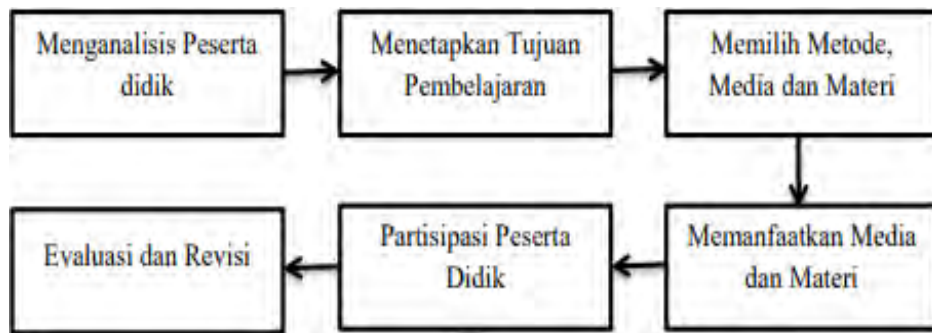 Menganalisis Peserta
didik
Menetapkan Tujuan
Pembelajaran
Memilih Metode,
Media dan Materi
Memanfaatkan Media
dan Materi
Partisipasi Peserta
Didik
Evaluasi dan Revisi